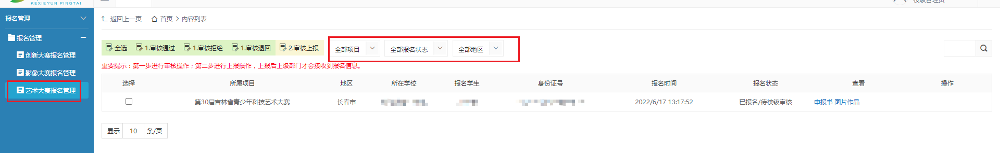 KEXIEYUN PINGTAI
校级管理员
报名管理
报名管理
创新大赛报名管理
影像大赛报名管理
艺术大赛报名管理
返回上一页 首页 > 内容列表
全选 1.审核通过 1.审核拒绝 1.审核退回 2.审核上报 全部项目 全部报名状态 全部地区
重要提示：第一步进行审核操作；第二步进行上报操作，上报后上级部门才会接收到报名信息。
选择 所属项目 地区 所在学校 报名学生 身份证号 报名时间 报名状态 查看 操作
第30届吉林省青少年科技艺术大赛 长春市 2022/6/17 13:17:52 已报名/待校级审核 申报书 图片作品
显示 10 条/页